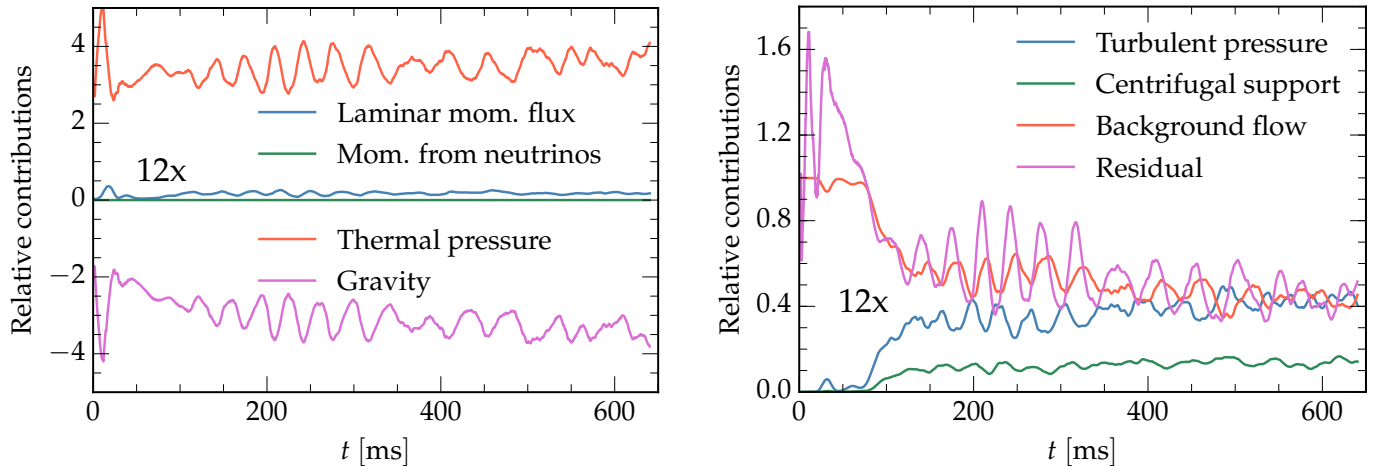 Relative contributions
4
2
0
−2
−4
12x
Laminar mom. flux
Mom. from neutrinos
Thermal pressure
Gravity
0 200 400 600
t [ms]
Relative contributions
1.6
1.2
0.8
0.4
0.0
Turbulent pressure
Centrifugal support
Background flow
Residual
12x
0 200 400 600
t [ms]